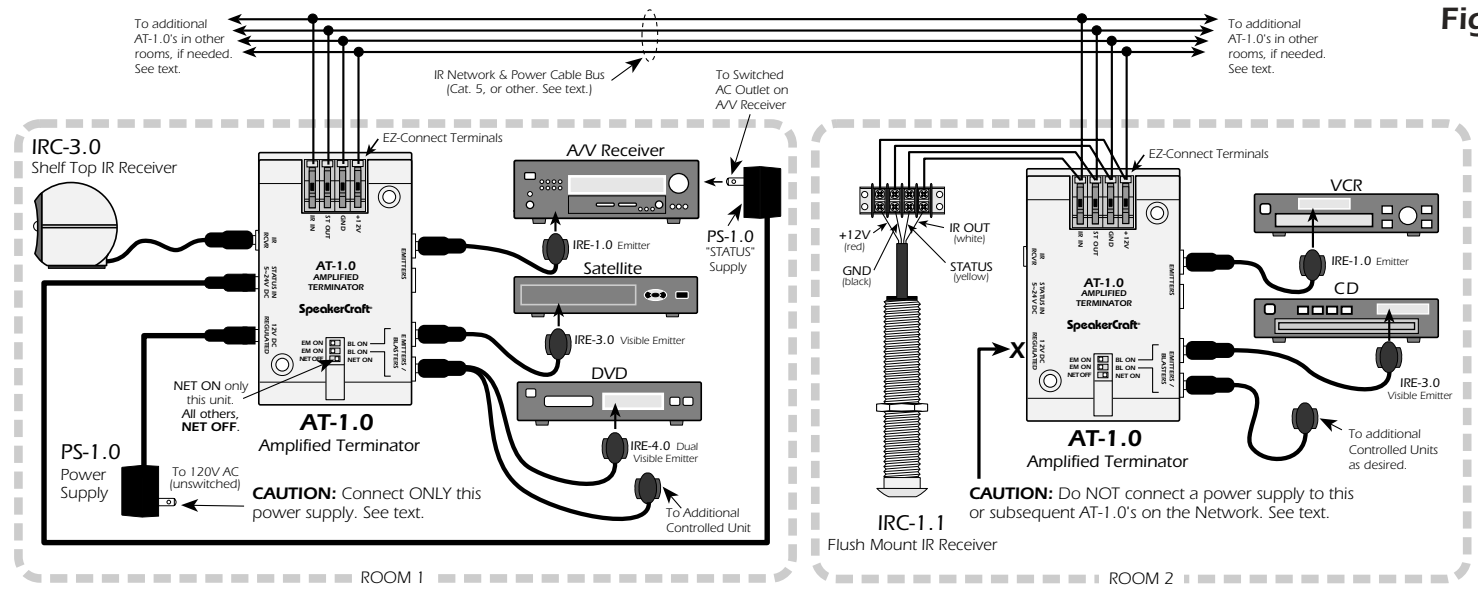 Fig
To additional
AT-1.0's in other
rooms, if needed.
See text.
IR Network & Power Cable Bus
(Cat. 5, or other. See text.)
To Switched
AC Outlet on
A/V Receiver
To additional
AT-1.0's in other
rooms, if needed.
See text.
IRC-3.0
Shelf Top IR Receiver
EZ-Connect Terminals
IR IN
ST OUT
GND
+12V
IR
RCVR
STATUS IN
5~24V DC
12V DC
REGULATED
EMITTERS
AT-1.0
AMPLIFIED
TERMINATOR
SpeakerCraft
EM ON
EM ON
NET OFF
BL ON
BL ON
NET ON
EMITTERS /
BLASTERS
NET ON only
this unit.
All others,
NET OFF.
AT-1.0
Amplified Terminator
PS-1.0
Power
Supply
To 120V AC
(unswitched)
CAUTION: Connect ONLY this
power supply. See text.
A/V Receiver
IRE-1.0 Emitter
PS-1.0
"STATUS"
Supply
Satellite
IRE-3.0 Visible Emitter
DVD
IRE-4.0 Dual
Visible Emitter
To Additional
Controlled Unit
ROOM 1
+12V
(red)
GND
(black)
IR OUT
(white)
STATUS
(yellow)
IRC-1.1
Flush Mount IR Receiver
EZ-Connect Terminals
IR IN
ST OUT
GND
+12V
IR
RCVR
STATUS IN
5~24V DC
12V DC
REGULATED
EMITTERS
AT-1.0
AMPLIFIED
TERMINATOR
SpeakerCraft
X
EM ON
EM ON
NET OFF
BL ON
BL ON
NET ON
EMITTERS /
BLASTERS
AT-1.0
Amplified Terminator
VCR
IRE-1.0 Emitter
CD
IRE-3.0
Visible Emitter
To additional
Controlled Units
as desired.
CAUTION: Do NOT connect a power supply to this
or subsequent AT-1.0's on the Network. See text.
ROOM 2